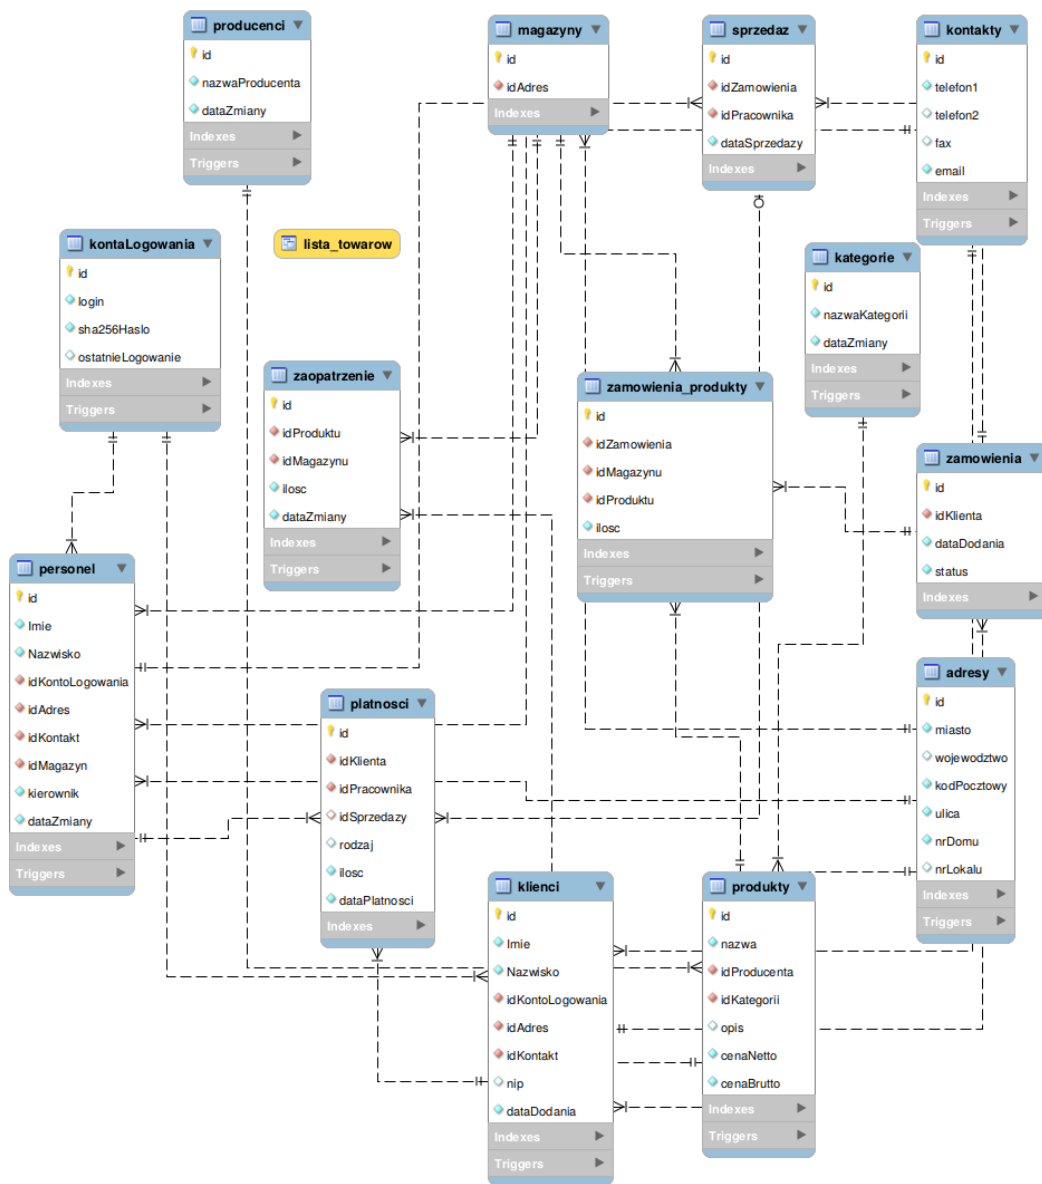 producenci
id
nazwaProducenta
dataZmiany
Indexes
Triggers
magazyny
id
idAdres
Indexes
sprzedaz
id
idZamowienia
idPracownika
dataSprzedazy
Indexes
kontakty
id
telefon1
telefon2
fax
email
Indexes
Triggers
kontaLogowania
id
login
sha256Haslo
ostatnieLogowanie
Indexes
Triggers
lista_towarow
kategorie
id
nazwaKategorii
dataZmiany
Indexes
Triggers
zaopatrzenie
id
idProduktu
idMagazynu
ilosc
dataZmiany
Indexes
Triggers
zamowienia_produkty
id
idZamowienia
idMagazynu
idProduktu
ilosc
Indexes
Triggers
zamowienia
id
idKlienta
dataDodania
status
Indexes
personel
id
Imie
Nazwisko
idKontoLogowania
idAdres
idKontakt
idMagazyn
kierownik
dataZmiany
Indexes
Triggers
platnosci
id
idKlienta
idPracownika
idSprzedazy
rodzaj
ilosc
dataPlatnosci
Indexes
adresy
id
miasto
wojewodztwo
kodPocztowy
ulica
nrDomu
nrLokalu
Indexes
Triggers
klienci
id
Imie
Nazwisko
idKontoLogowania
idAdres
idKontakt
nip
dataDodania
Indexes
Triggers
produkty
id
nazwa
idProducenta
idKategorii
opis
cenaNetto
cenaBrutto
Indexes
Triggers